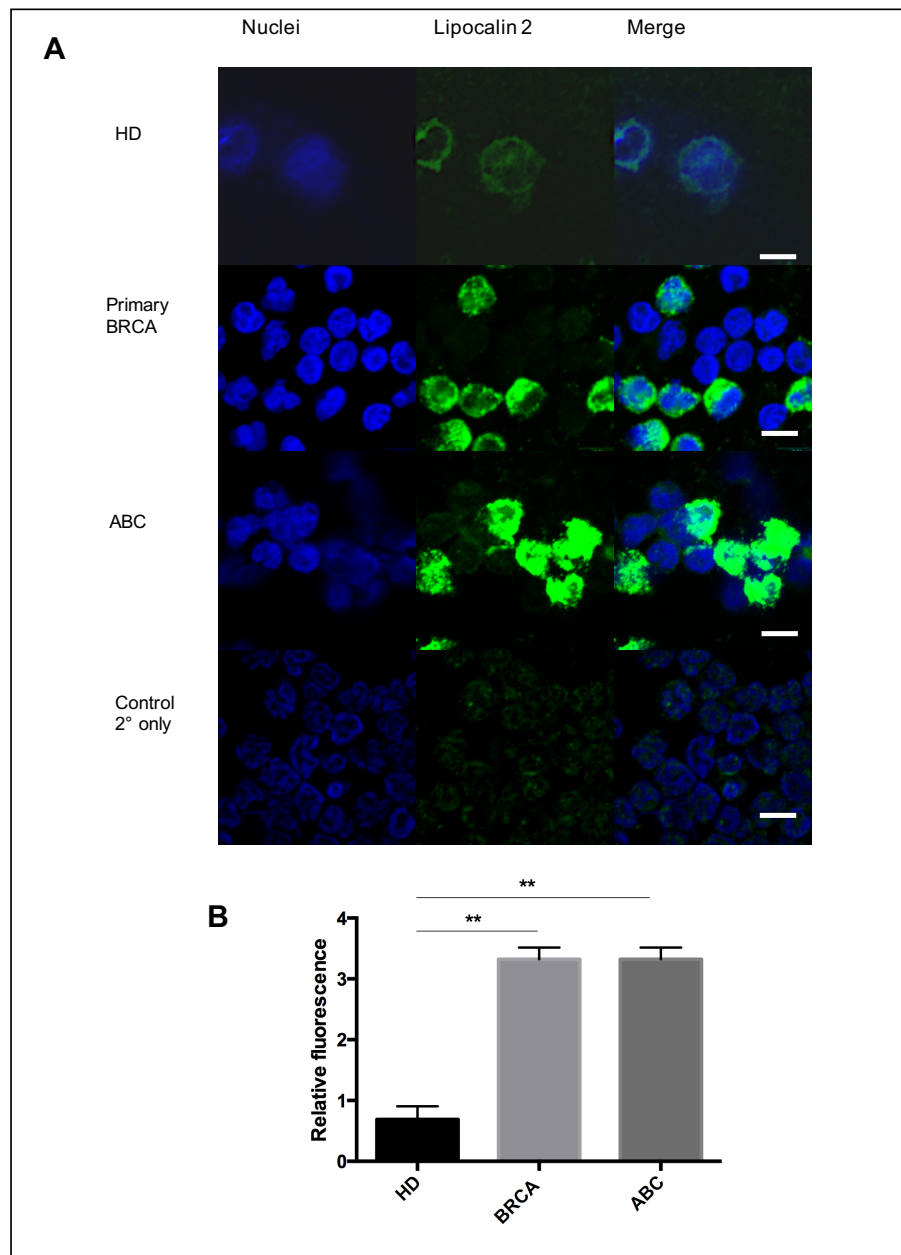 A
Nuclei Lipocalin 2 Merge
HD
Primary
BRCA
ABC
Control
2° only
B
**
**
Relative fluorescence
4
3
2
1
0
HD
BRCA
ABC